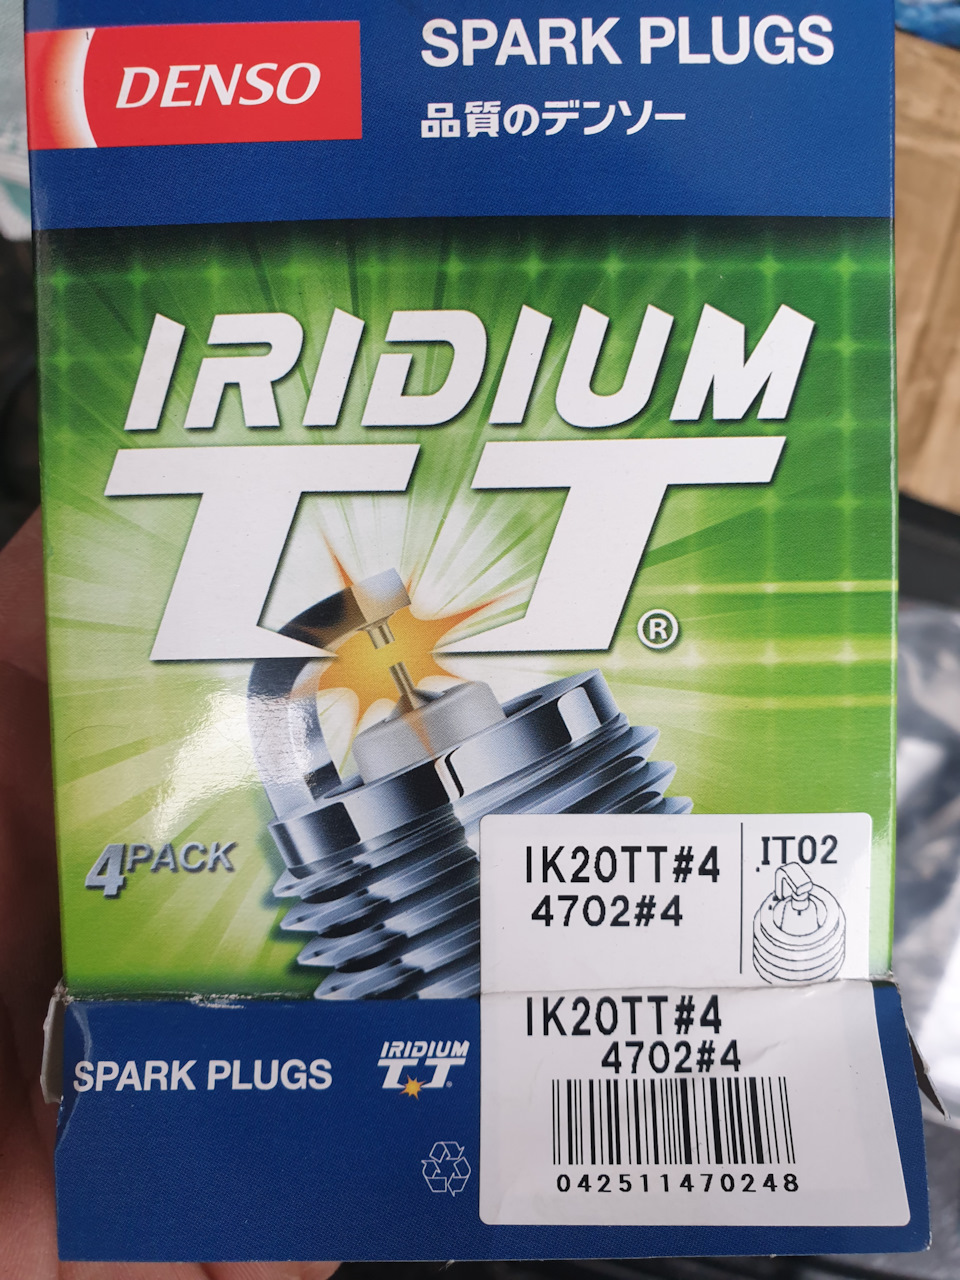 DENSO
SPARK PLUGS
品質のデンソー
IRIDIUM
TT®
4PACK
IK20TT#4
4702#4
IT02
IK20TT#4
4702#4
042511470248
SPARK PLUGS
IRIDIUM
TT